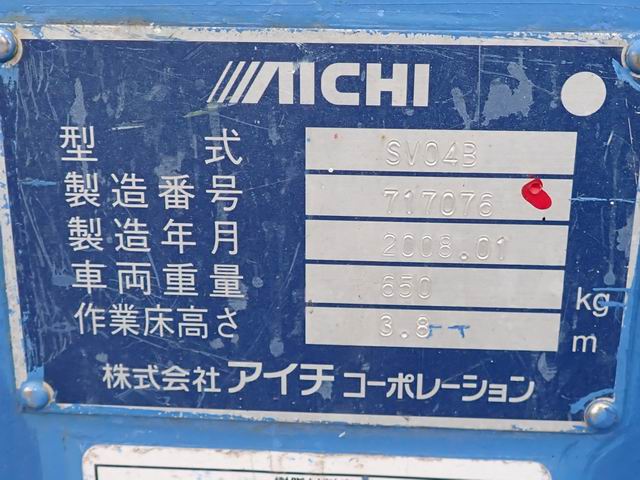 AICHI
型式 SV04B
製造番号 717076
製造年月 2008.01
車両重量 650 kg
作業床高さ 3.8 m
株式会社アイチコーポレーション